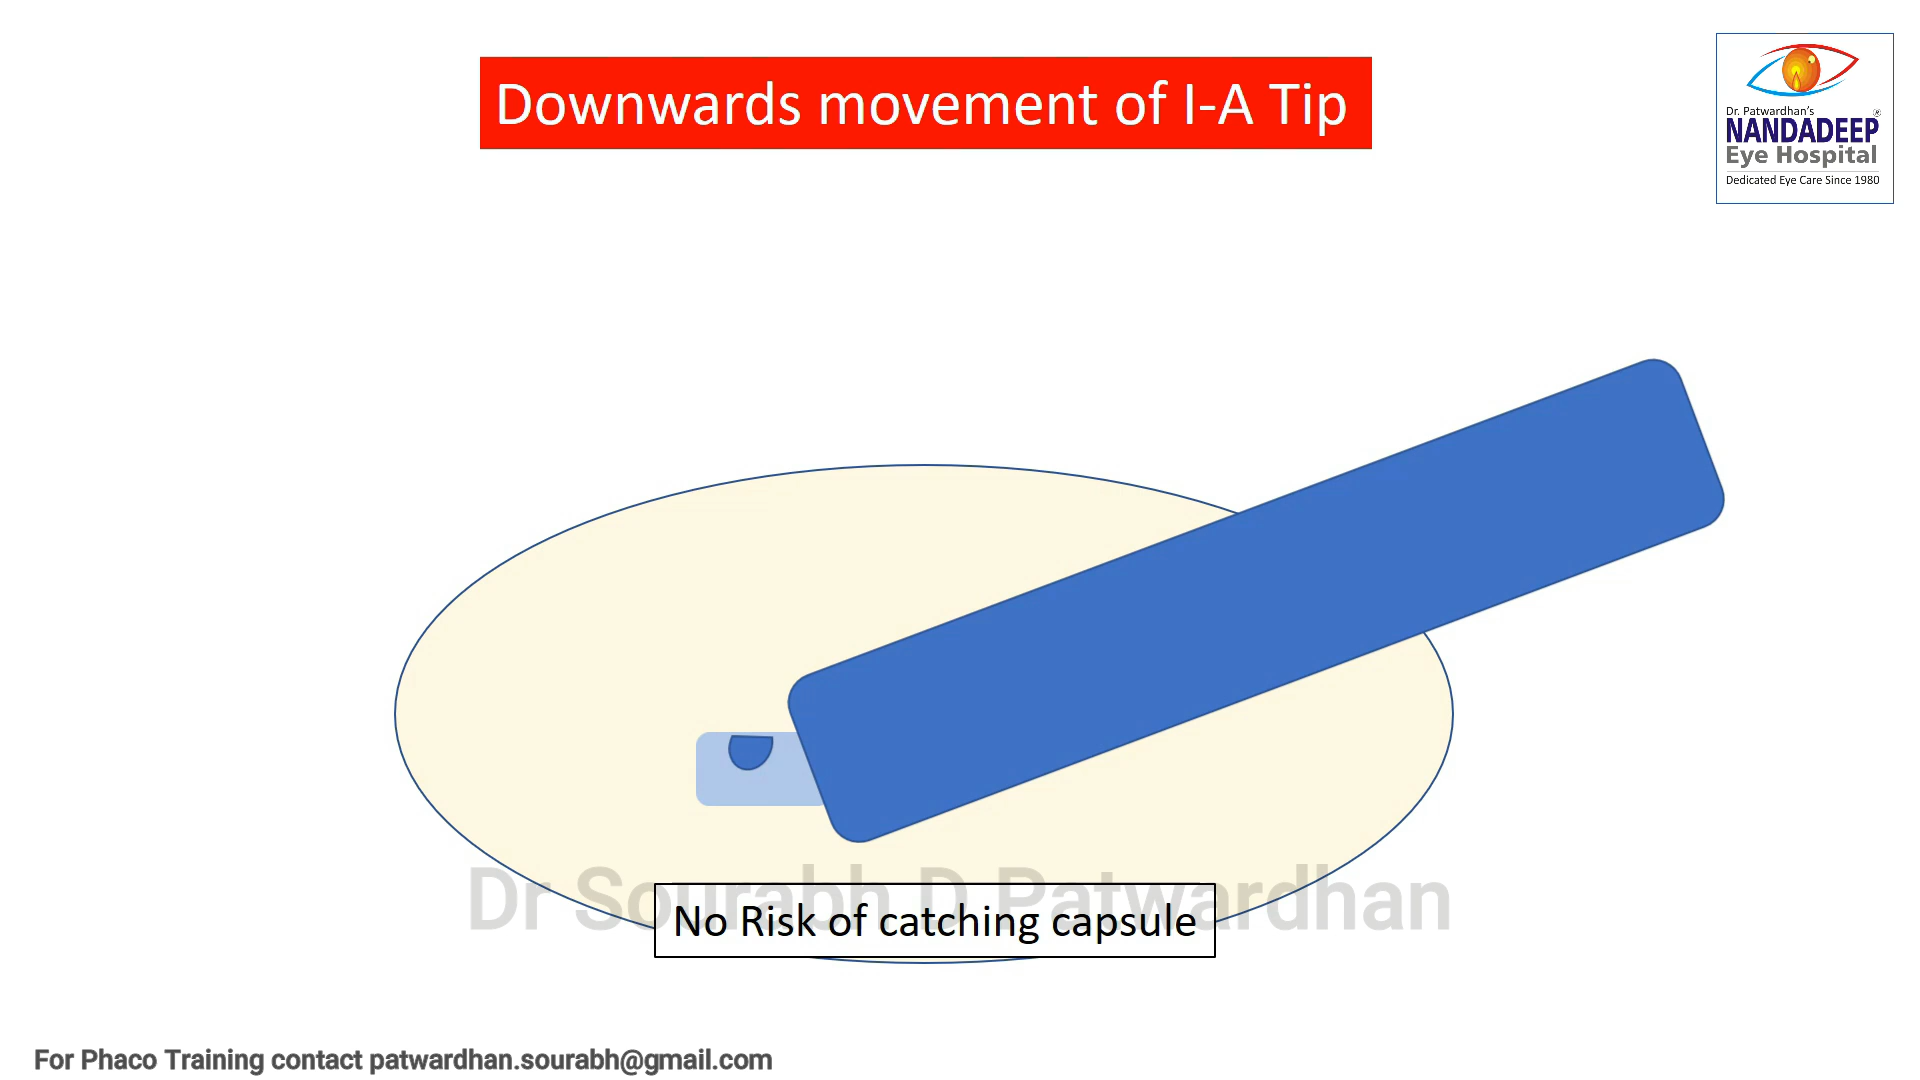 Downwards movement of I-A Tip
Dr. Patwardhan's
NANDADEEP®
Eye Hospital
Dedicated Eye Care Since 1980
Dr Sourabh D Patwardhan
No Risk of catching capsule
For Phaco Training contact patwardhan.sourabh@gmail.com